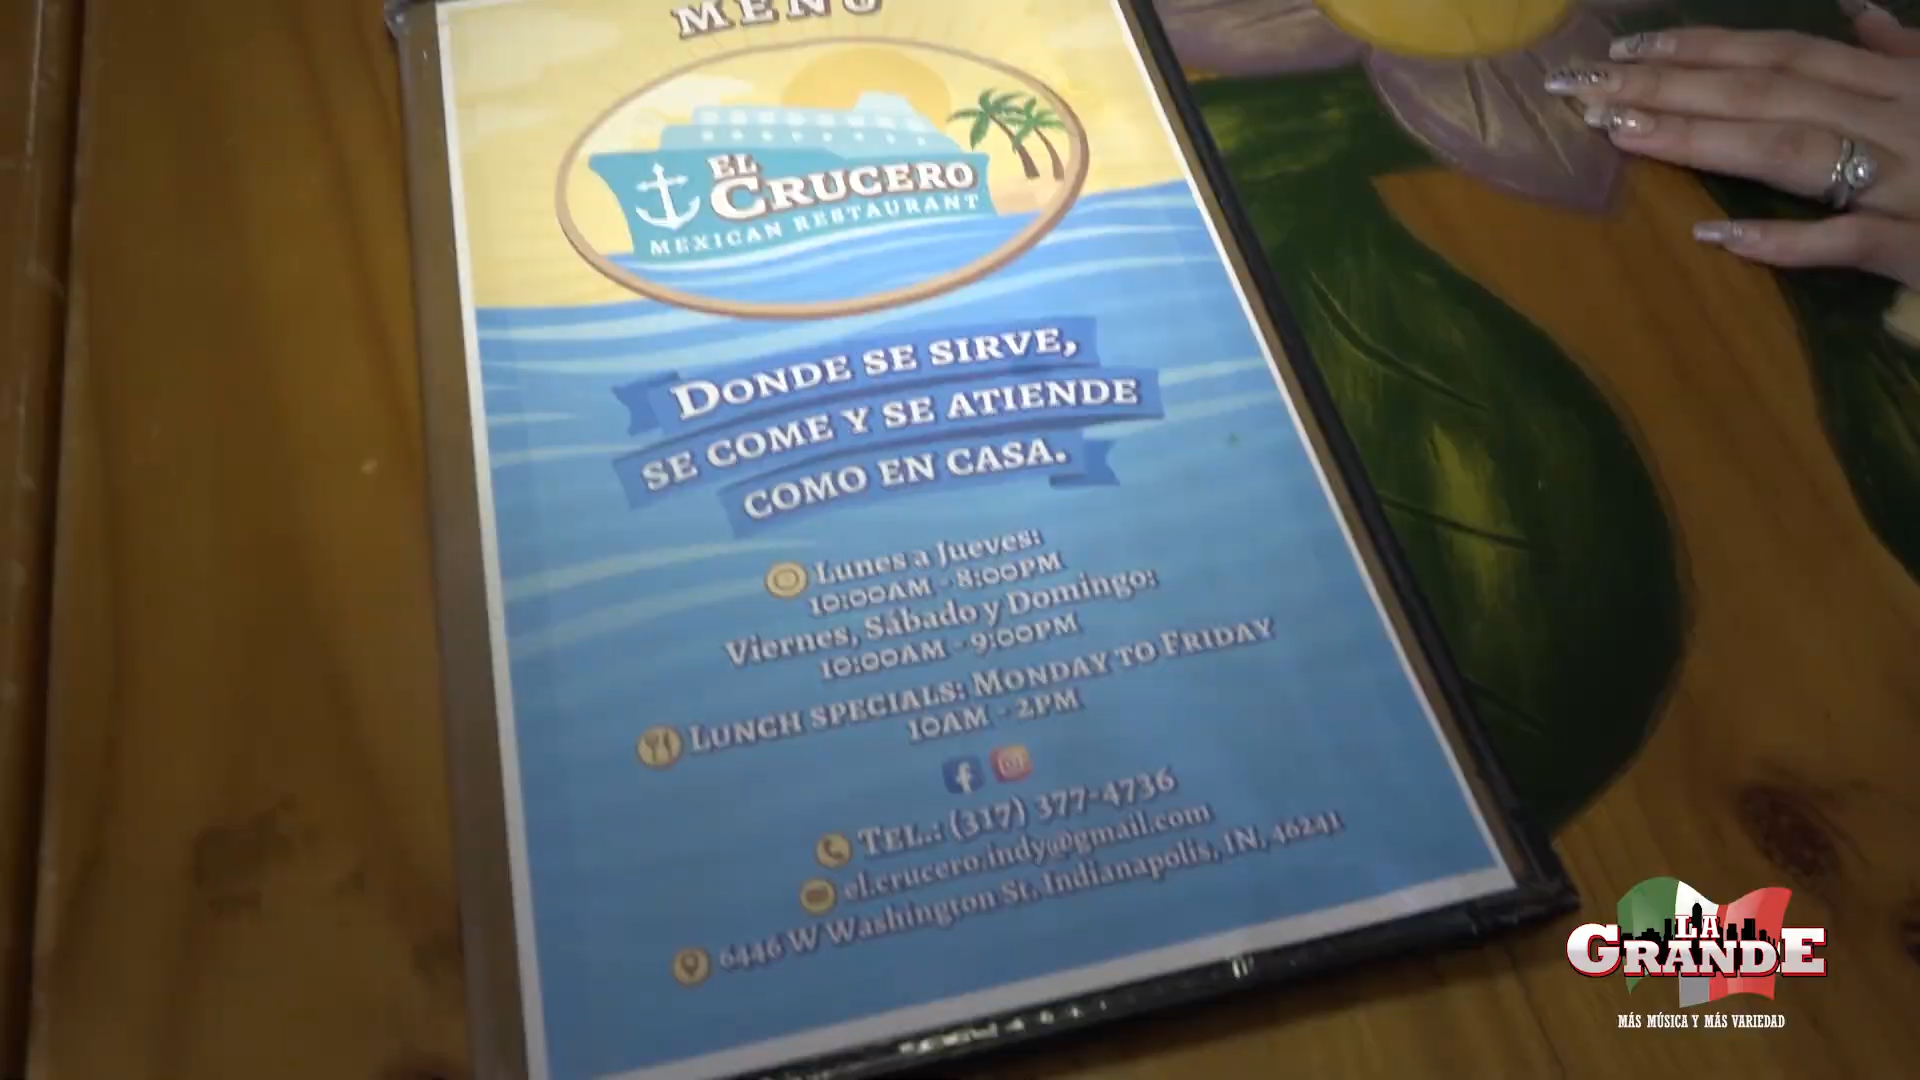 MENÚ
EL
CRUCERO
MEXICAN RESTAURANT
DONDE SE SIRVE,
SE COME Y SE ATIENDE
COMO EN CASA.
Lunes a Jueves:
10:00AM - 8:00PM
Viernes, Sábado y Domingo:
10:00AM - 9:00PM
LUNCH SPECIALS: MONDAY TO FRIDAY
10AM - 2PM
TEL.: (317) 377-4736
el.crucero.indy@gmail.com
6446 W Washington St. Indianapolis, IN, 46241
LA
GRANDE
MÁS MÚSICA Y MÁS VARIEDAD